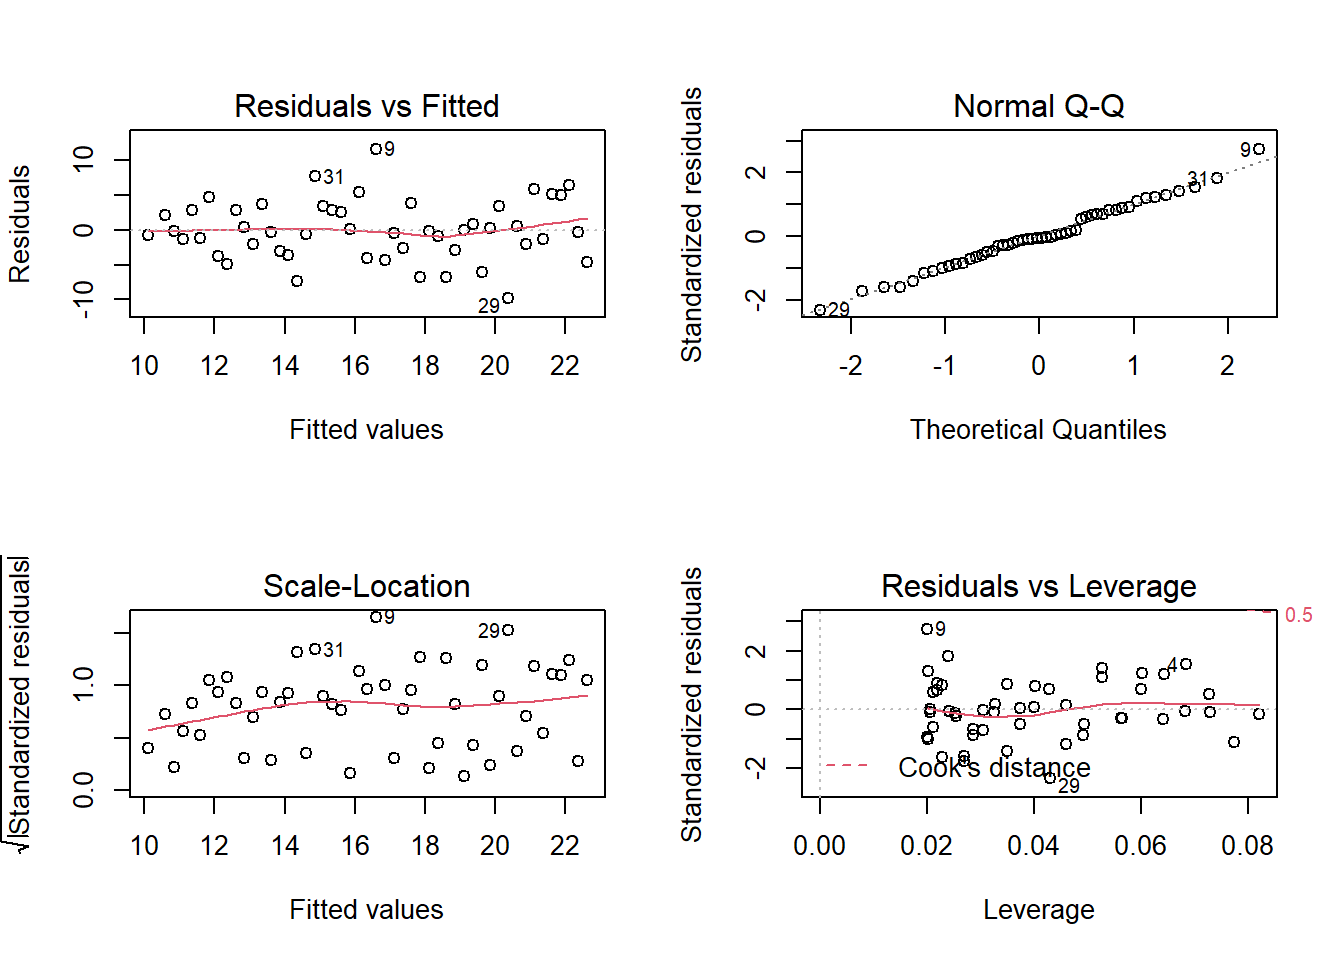 Residuals vs Fitted
Residuals
10
0
-10
9
31
29
10 12 14 16 18 20 22
Fitted values
Normal Q-Q
Standardized residuals
2
0
-2
9
31
29
-2 -1 0 1 2
Theoretical Quantiles
Scale-Location
√|Standardized residuals|
1.0
0.0
9
29
31
10 12 14 16 18 20 22
Fitted values
Residuals vs Leverage
Standardized residuals
2
0
-2
0.5
9
4
Cook's distance
29
0.00 0.02 0.04 0.06 0.08
Leverage